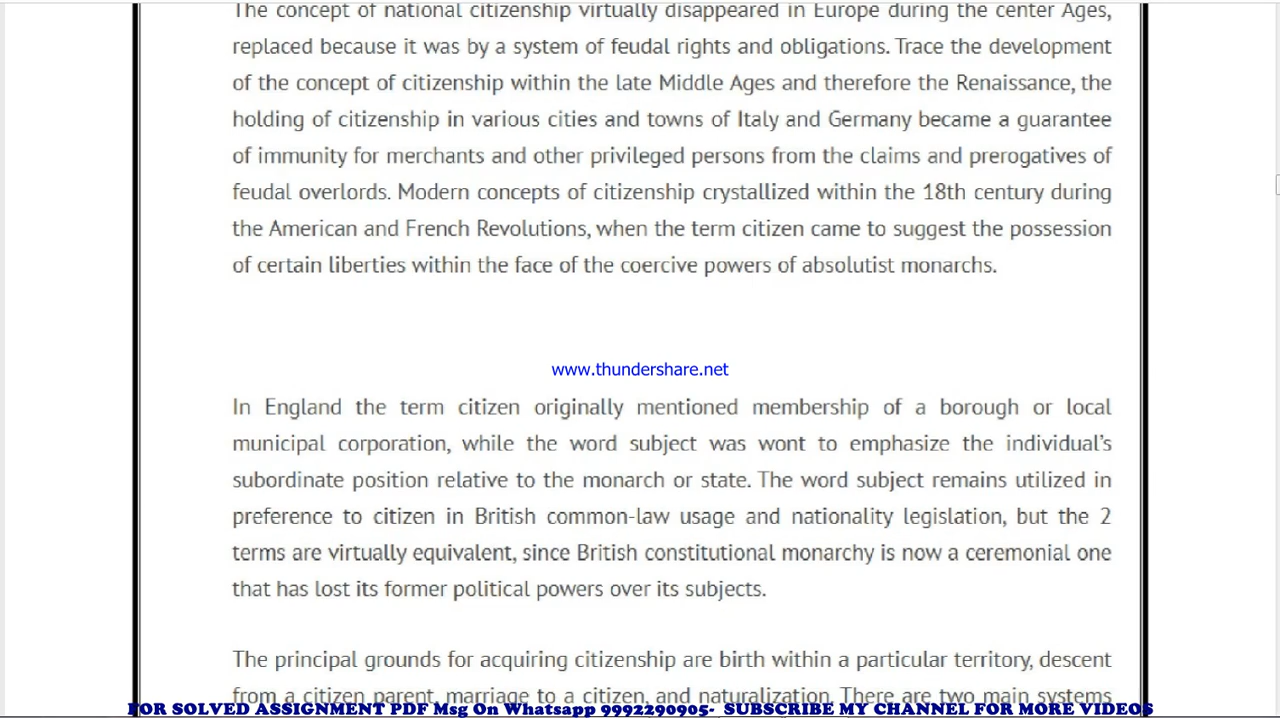 The concept of national citizenship virtually disappeared in Europe during the center Ages,
replaced because it was by a system of feudal rights and obligations. Trace the development
of the concept of citizenship within the late Middle Ages and therefore the Renaissance, the
holding of citizenship in various cities and towns of Italy and Germany became a guarantee
of immunity for merchants and other privileged persons from the claims and prerogatives of
feudal overlords. Modern concepts of citizenship crystallized within the 18th century during
the American and French Revolutions, when the term citizen came to suggest the possession
of certain liberties within the face of the coercive powers of absolutist monarchs.
www.thundershare.net
In England the term citizen originally mentioned membership of a borough or local
municipal corporation, while the word subject was wont to emphasize the individual's
subordinate position relative to the monarch or state. The word subject remains utilized in
preference to citizen in British common-law usage and nationality legislation, but the 2
terms are virtually equivalent, since British constitutional monarchy is now a ceremonial one
that has lost its former political powers over its subjects.
The principal grounds for acquiring citizenship are birth within a particular territory, descent
from a citizen parent, marriage to a citizen, and naturalization. There are two main systems
FOR SOLVED ASSIGNMENT PDF Msg On Whatsapp 9992290905- SUBSCRIBE MY CHANNEL FOR MORE VIDEOS